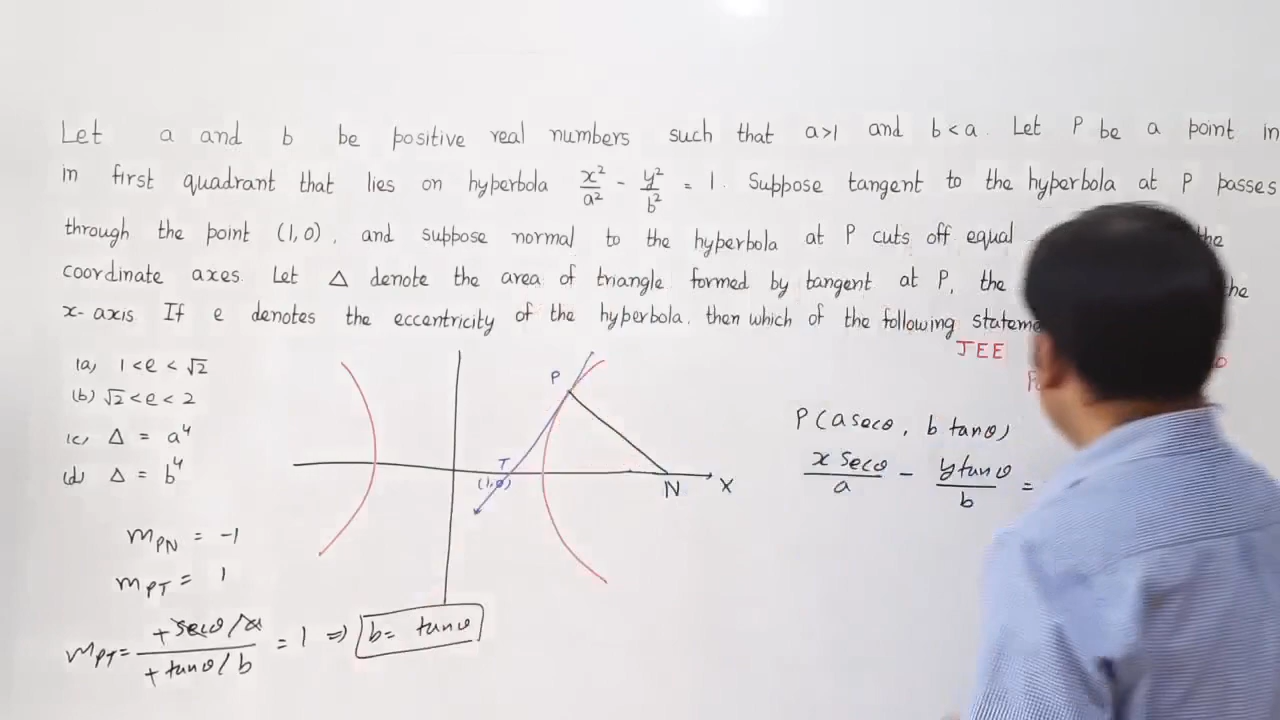 Let a and b be positive real numbers such that a>1 and b<a. Let P be a point in
in first quadrant that lies on hyperbola x²/a² - y²/b² = 1. Suppose tangent to the hyperbola at P passes
through the point (1,0), and suppose normal to the hyperbola at P cuts off equal the
coordinate axes. Let Δ denote the area of triangle formed by tangent at P, the the
x-axis. If e denotes the eccentricity of the hyperbola, then which of the following
JEE
(a) 1<e<√2
(b) √2<e<2
(c) Δ = a⁴
(d) Δ = b⁴
P
T
(1,0)
N
X
P(a secθ, b tanθ)
x secθ/a - y tanθ/b =
m_PN = -1
m_PT = 1
m_PT = +secθ/a / +tanθ/b = 1 ⇒ b = tanθ